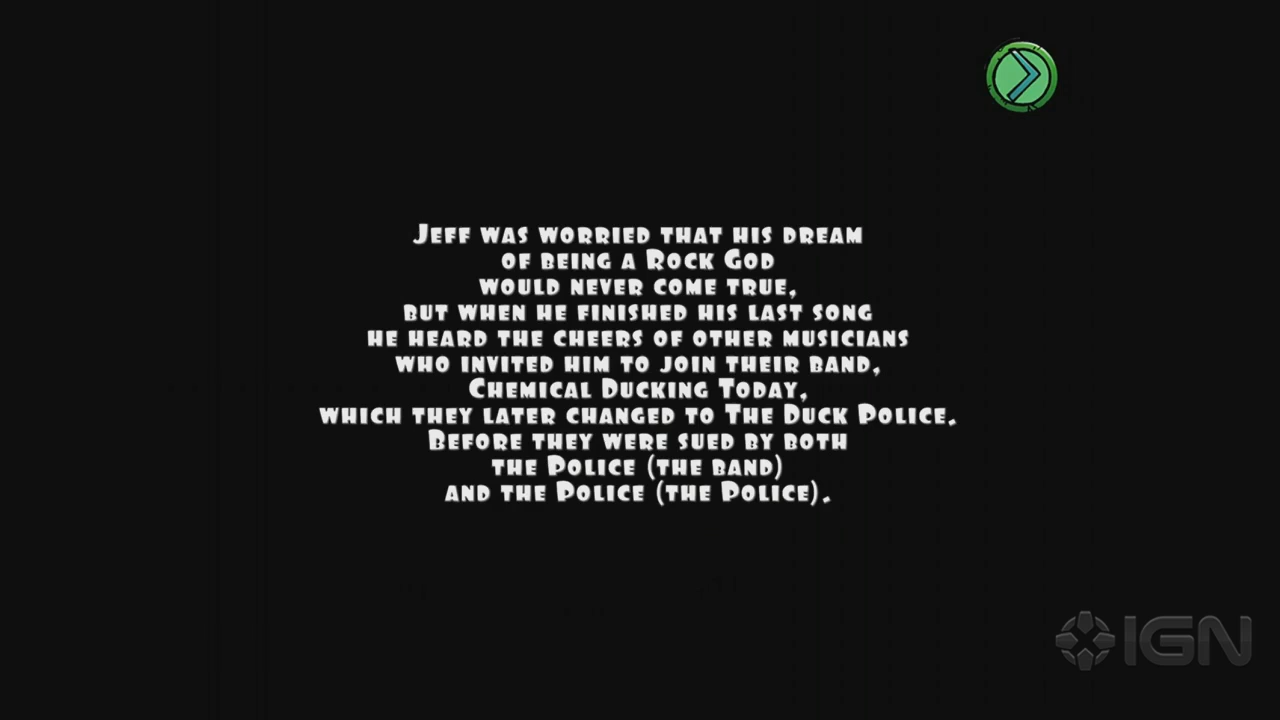 Jeff was worried that his dream
of being a Rock God
would never come true,
but when he finished his last song
he heard the cheers of other musicians
who invited him to join their band,
Chemical Ducking Today,
which they later changed to The Duck Police.
Before they were sued by both
the Police (the band)
and the Police (the Police).
IGN